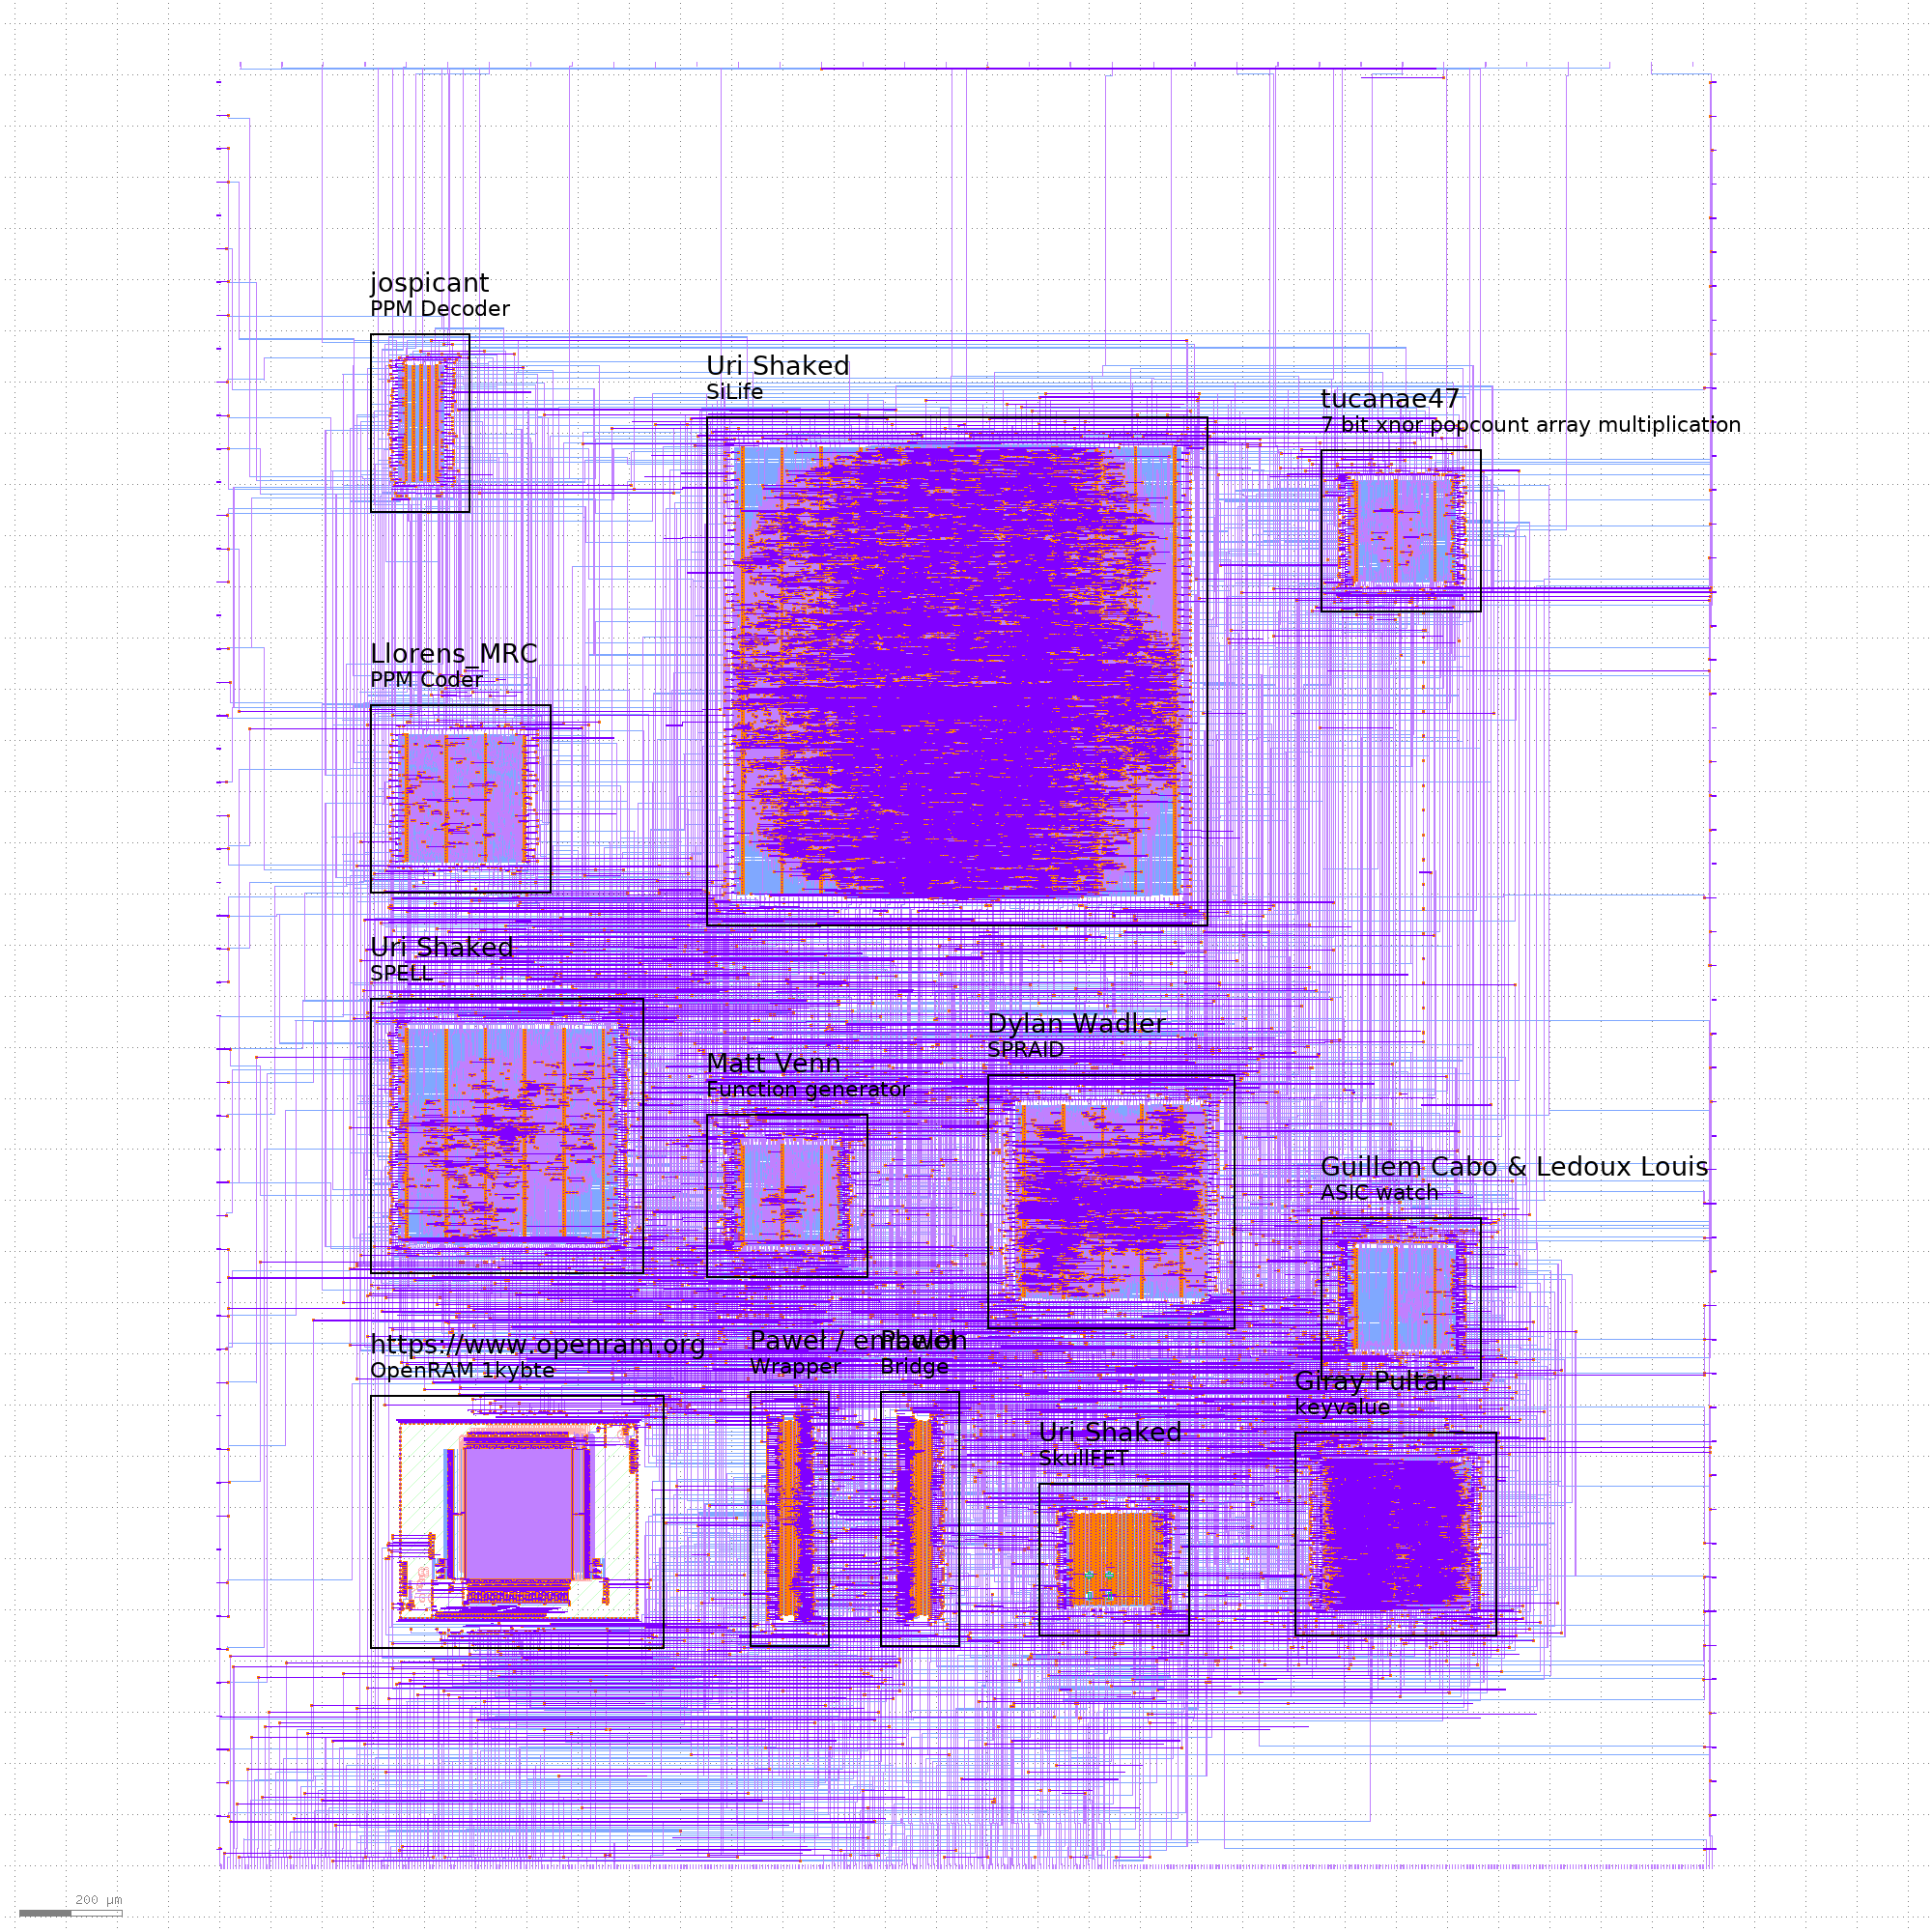 jospicant
PPM Decoder
Uri Shaked
SiLife
tucanae47
7 bit xnor popcount array multiplication
Llorens_MRC
PPM Coder
Uri Shaked
SPELL
Dylan Wadler
SPRAID
Matt Venn
Function generator
Guillem Cabo & Ledoux Louis
ASIC watch
https://www.openram.org
OpenRAM 1kybte
Paweł /
Wrapper
Bridge
Giray Pultar
keyvalue
Uri Shaked
SkullFET
200 µm